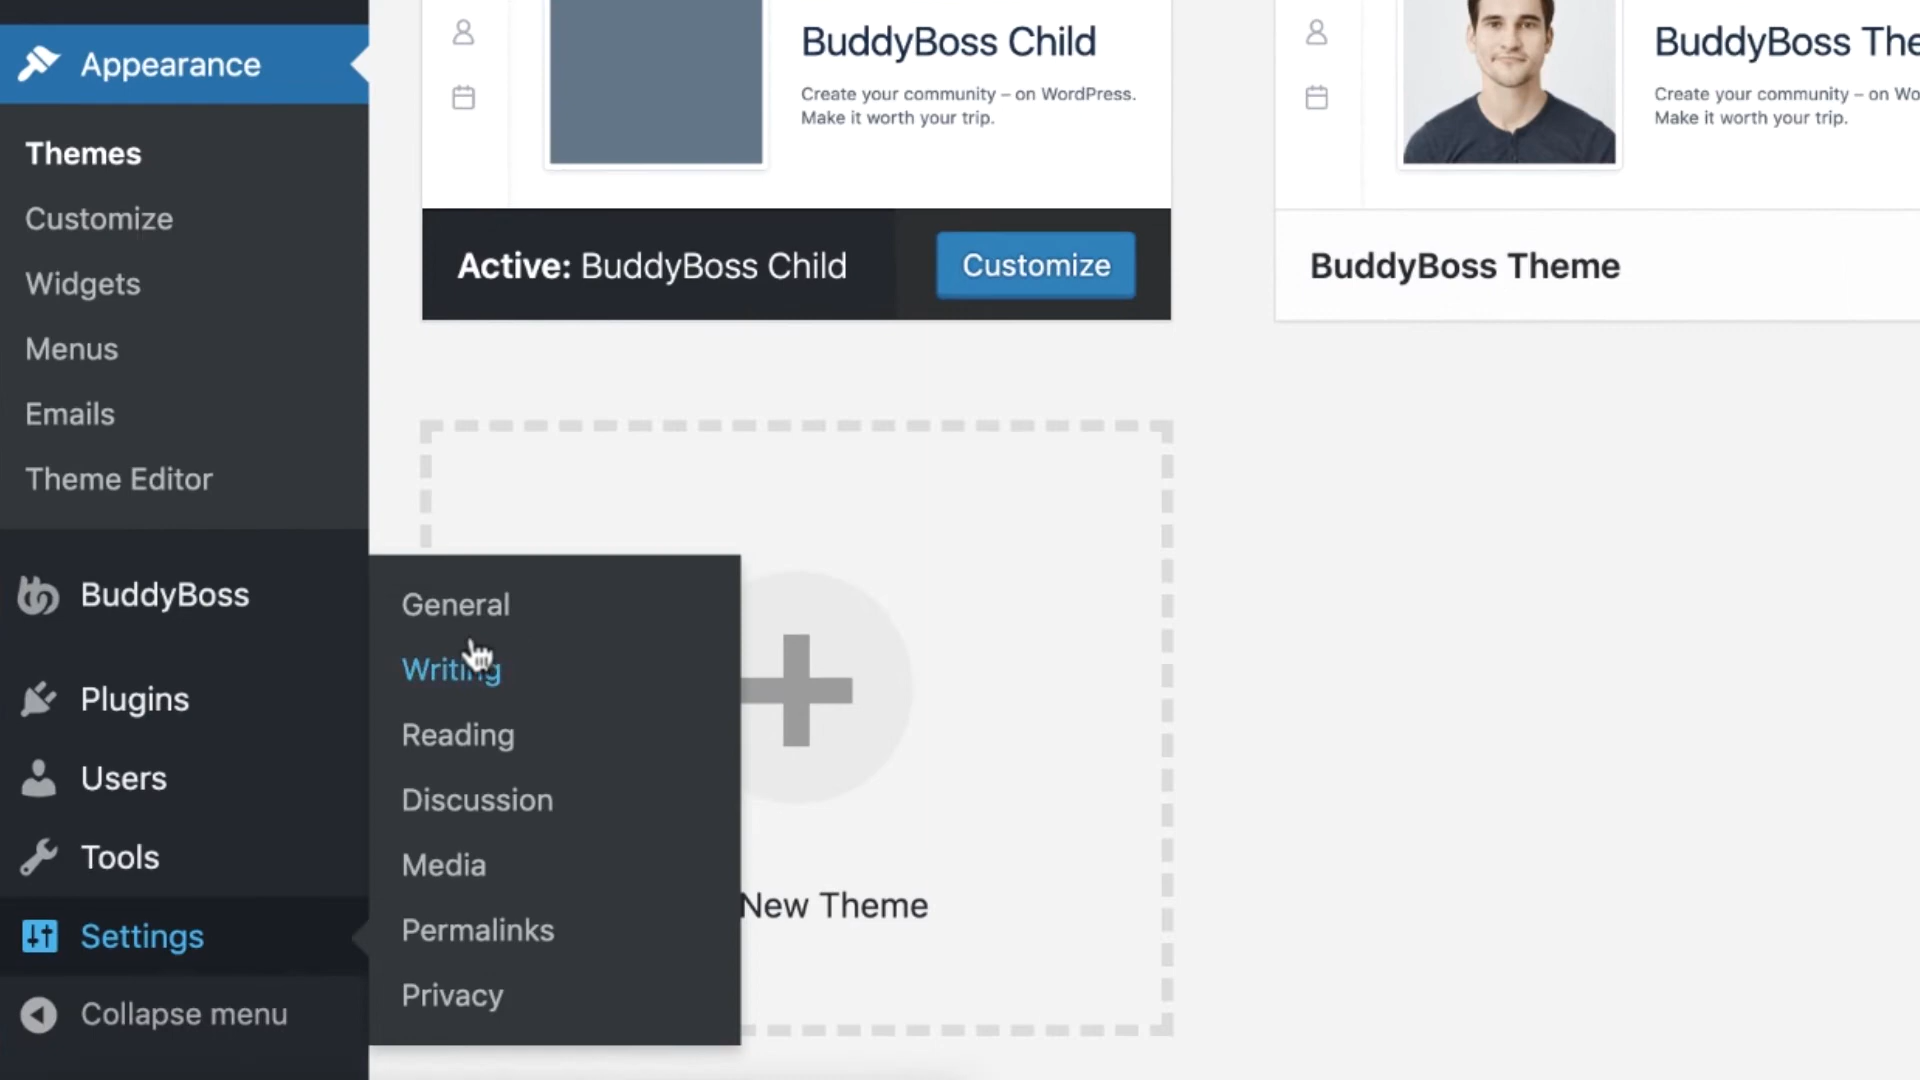 Appearance
Themes
Customize
Widgets
Menus
Emails
Theme Editor
BuddyBoss
Plugins
Users
Tools
Settings
Collapse menu
General
Writing
Reading
Discussion
Media
Permalinks
Privacy
BuddyBoss Child
Create your community – on WordPress.
Make it worth your trip.
Active: BuddyBoss Child
Customize
New Theme
BuddyBoss The
Create your community – on Wo
Make it worth your trip.
BuddyBoss Theme